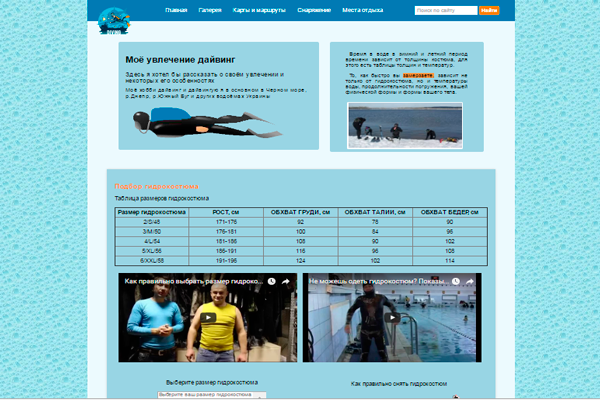 Главная Галерея Карты и маршруты Снаряжение Места отдыха
Поиск по сайту Найти
Моё увлечение дайвинг
Здесь я хотел бы рассказать о своём увлечении и
некоторых его особенностях
Моё хобби дайвинг и дайвингую я в основном в Черном море,
р.Днепр, р.Южный Буг и других водоемах Украины
Время в воде в зимний и летний период
времени зависит от толщины костюма, для
этого есть таблицы толщин и температур.
То, как быстро вы замерзаете, зависит не
только от гидрокостюма, но и температуры
воды, продолжительности погружения, вашей
физической формы и формы вашего тела.
Подбор гидрокостюма
Таблица размеров гидрокостюма
Размер гидрокостюма РОСТ, см ОБХВАТ ГРУДИ, см ОБХВАТ ТАЛИИ, см ОБХВАТ БЕДЕР, см
2/S/46 171-176 92 78 90
3/M/50 176-181 100 84 96
4/L/54 181-186 108 90 102
5/XL/56 186-191 116 96 108
6/XXL/58 191-196 124 102 114
Как правильно выбрать размер гидроко...
Не можешь одеть гидрокостюм? Показы...
Выберите размер гидрокостюма
Как правильно снять гидрокостюм
Выберите ваш размер гидрокостюма